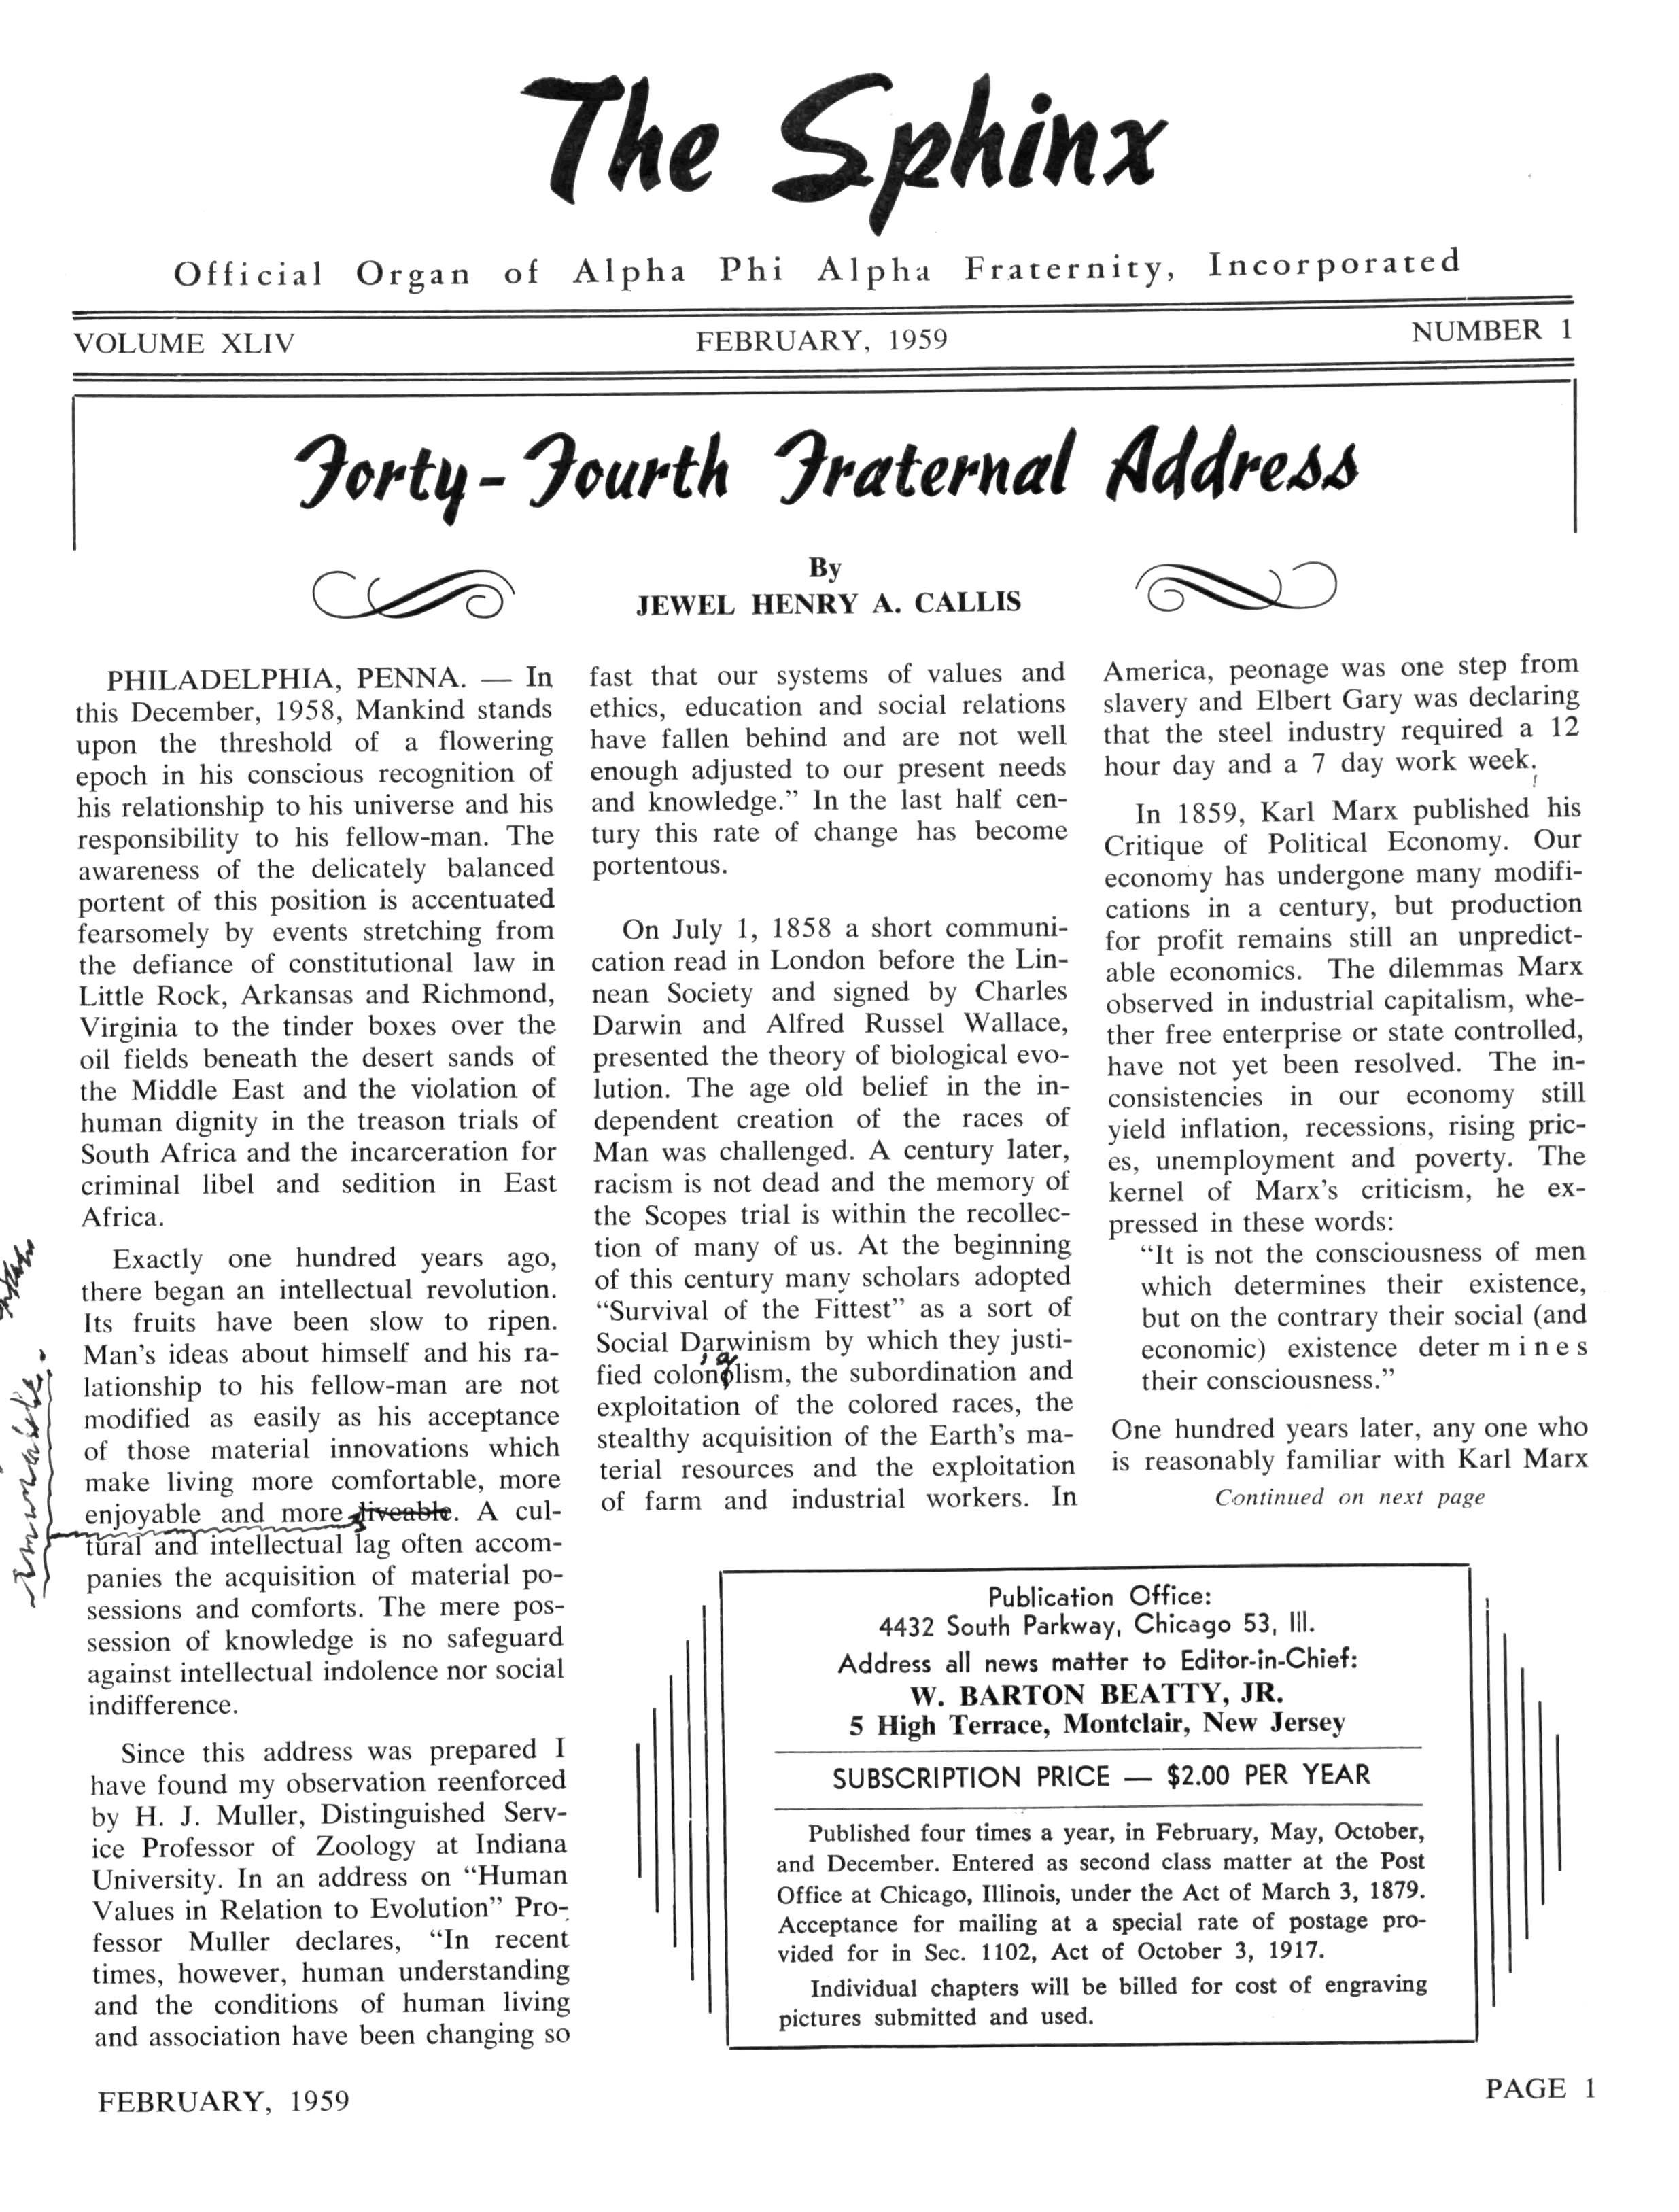 The Sphinx
Official Organ of Alpha Phi Alpha Fraternity, Incorporated
VOLUME XLIV FEBRUARY, 1959 NUMBER 1
Forty-Fourth Fraternal Address
By
JEWEL HENRY A. CALLIS
PHILADELPHIA, PENNA. — In
this December, 1958, Mankind stands
upon the threshold of a flowering
epoch in his conscious recognition of
his relationship to his universe and his
responsibility to his fellow-man. The
awareness of the delicately balanced
portent of this position is accentuated
fearsomely by events stretching from
the defiance of constitutional law in
Little Rock, Arkansas and Richmond,
Virginia to the tinder boxes over the
oil fields beneath the desert sands of
the Middle East and the violation of
human dignity in the treason trials of
South Africa and the incarceration for
criminal libel and sedition in East
Africa.
Exactly one hundred years ago,
there began an intellectual revolution.
Its fruits have been slow to ripen.
Man's ideas about himself and his ra-
lationship to his fellow-man are not
modified as easily as his acceptance
of those material innovations which
make living more comfortable, more
enjoyable and more liveable. A cul-
tural and intellectual lag often accom-
panies the acquisition of material po-
sessions and comforts. The mere pos-
session of knowledge is no safeguard
against intellectual indolence nor social
indifference.
Since this address was prepared I
have found my observation reenforced
by H. J. Muller, Distinguished Serv-
ice Professor of Zoology at Indiana
University. In an address on “Human
Values in Relation to Evolution” Pro-
fessor Muller declares, “In recent
times, however, human understanding
and the conditions of human living
and association have been changing so
fast that our systems of values and
ethics, education and social relations
have fallen behind and are not well
enough adjusted to our present needs
and knowledge.” In the last half cen-
tury this rate of change has become
portentous.
On July 1, 1858 a short communi-
cation read in London before the Lin-
nean Society and signed by Charles
Darwin and Alfred Russel Wallace,
presented the theory of biological evo-
lution. The age old belief in the in-
dependent creation of the races of
Man was challenged. A century later,
racism is not dead and the memory of
the Scopes trial is within the recollec-
tion of many of us. At the beginning
of this century many scholars adopted
“Survival of the Fittest” as a sort of
Social Darwinism by which they justi-
fied colonialism, the subordination and
exploitation of the colored races, the
stealthy acquisition of the Earth's ma-
terial resources and the exploitation
of farm and industrial workers. In
America, peonage was one step from
slavery and Elbert Gary was declaring
that the steel industry required a 12
hour day and a 7 day work week.
In 1859, Karl Marx published his
Critique of Political Economy. Our
economy has undergone many modifi-
cations in a century, but production
for profit remains still an unpredict-
able economics. The dilemmas Marx
observed in industrial capitalism, whe-
ther free enterprise or state controlled,
have not yet been resolved. The in-
consistencies in our economy still
yield inflation, recessions, rising pric-
es, unemployment and poverty. The
kernel of Marx's criticism, he ex-
pressed in these words:
“It is not the consciousness of men
which determines their existence,
but on the contrary their social (and
economic) existence determines
their consciousness.”
One hundred years later, any one who
is reasonably familiar with Karl Marx
Continued on next page
Publication Office:
4432 South Parkway, Chicago 53, Ill.
Address all news matter to Editor-in-Chief:
W. BARTON BEATTY, JR.
5 High Terrace, Montclair, New Jersey
SUBSCRIPTION PRICE — $2.00 PER YEAR
Published four times a year, in February, May, October,
and December. Entered as second class matter at the Post
Office at Chicago, Illinois, under the Act of March 3, 1879.
Acceptance for mailing at a special rate of postage pro-
vided for in Sec. 1102, Act of October 3, 1917.
Individual chapters will be billed for cost of engraving
pictures submitted and used.
FEBRUARY, 1959 PAGE 1